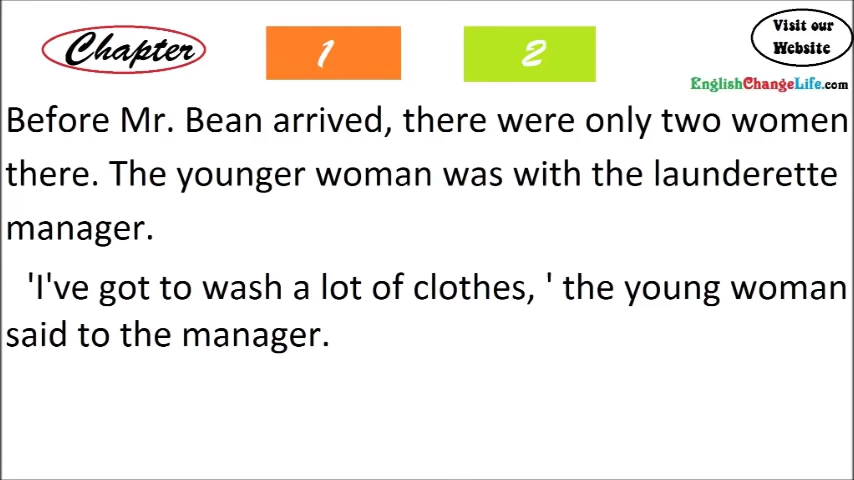 Chapter
1
2
Visit our
Website
EnglishChangeLife.com
Before Mr. Bean arrived, there were only two women
there. The younger woman was with the launderette
manager.
'I've got to wash a lot of clothes, ' the young woman
said to the manager.